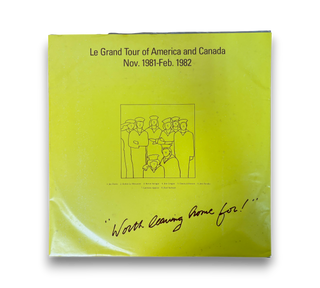 Le Grand Tour of America and Canada
Nov. 1981-Feb. 1982
"Worth leaving home for!"